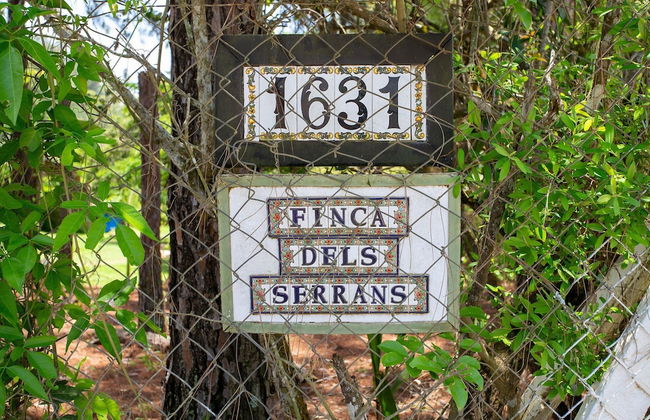 1631
FINCA
DELS
SERRANS